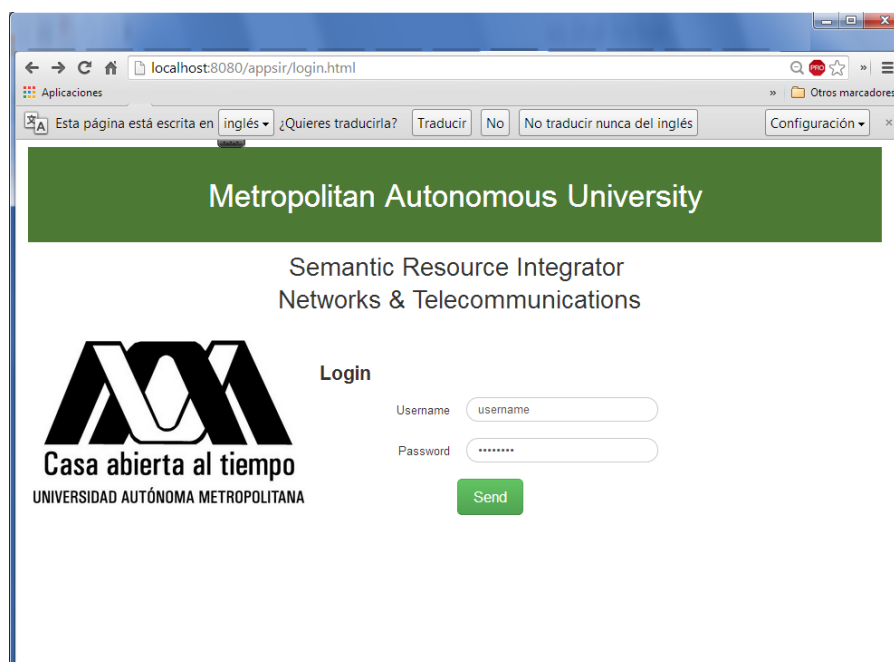 localhost:8080/appsir/login.html
PRO
»
Aplicaciones
» Otros marcadores
Esta página está escrita en inglés ¿Quieres traducirla? Traducir No No traducir nunca del inglés Configuración ×
Metropolitan Autonomous University
Semantic Resource Integrator
Networks & Telecommunications
Login
Username username
Password ••••••••
Send
Casa abierta al tiempo
UNIVERSIDAD AUTÓNOMA METROPOLITANA